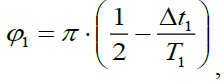 φ₁ = π · ( 1/2 − Δt₁/T₁ ) ,